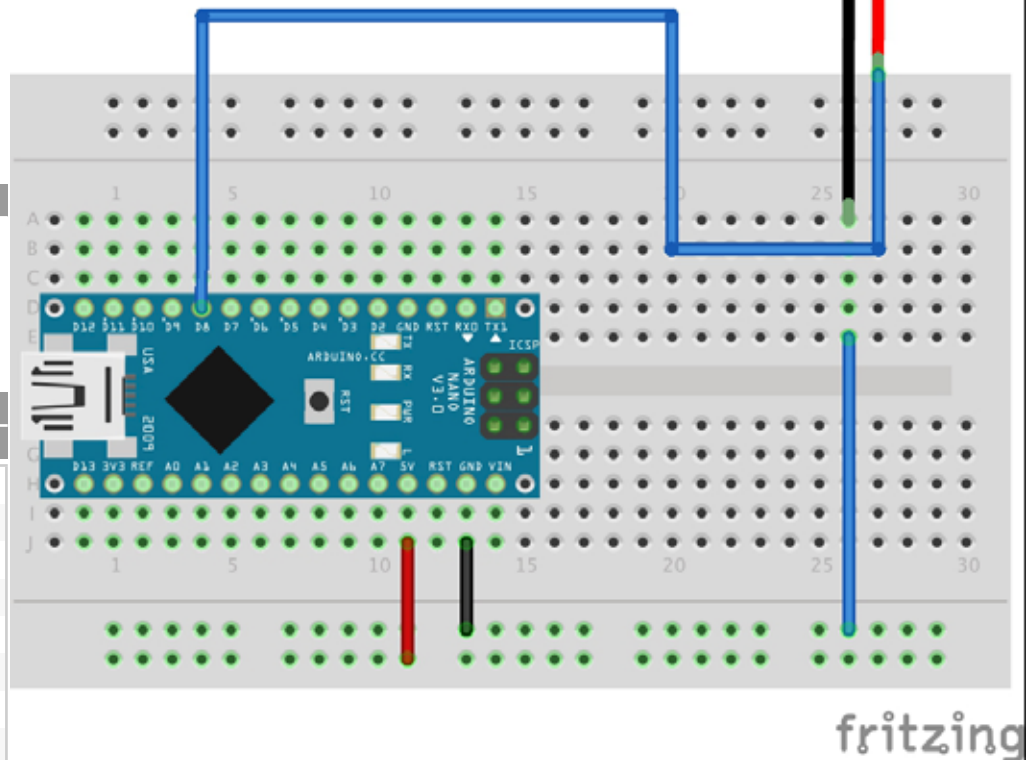 1 5 10 15 20 25 30
A
B
C
D
D12 D11 D10 D9 D8 D7 D6 D5 D4 D3 D2 GND RST RX0 TX1
E
ICSP
USA
ARDUINO.CC
TX
RX
RST
PWR
L
ARDUINO
NANO
V3.0
2009
1
G
D13 3V3 REF A0 A1 A2 A3 A4 A5 A6 A7 5V RST GND VIN
H
I
J
1 5 10 15 20 25 30
fritzing